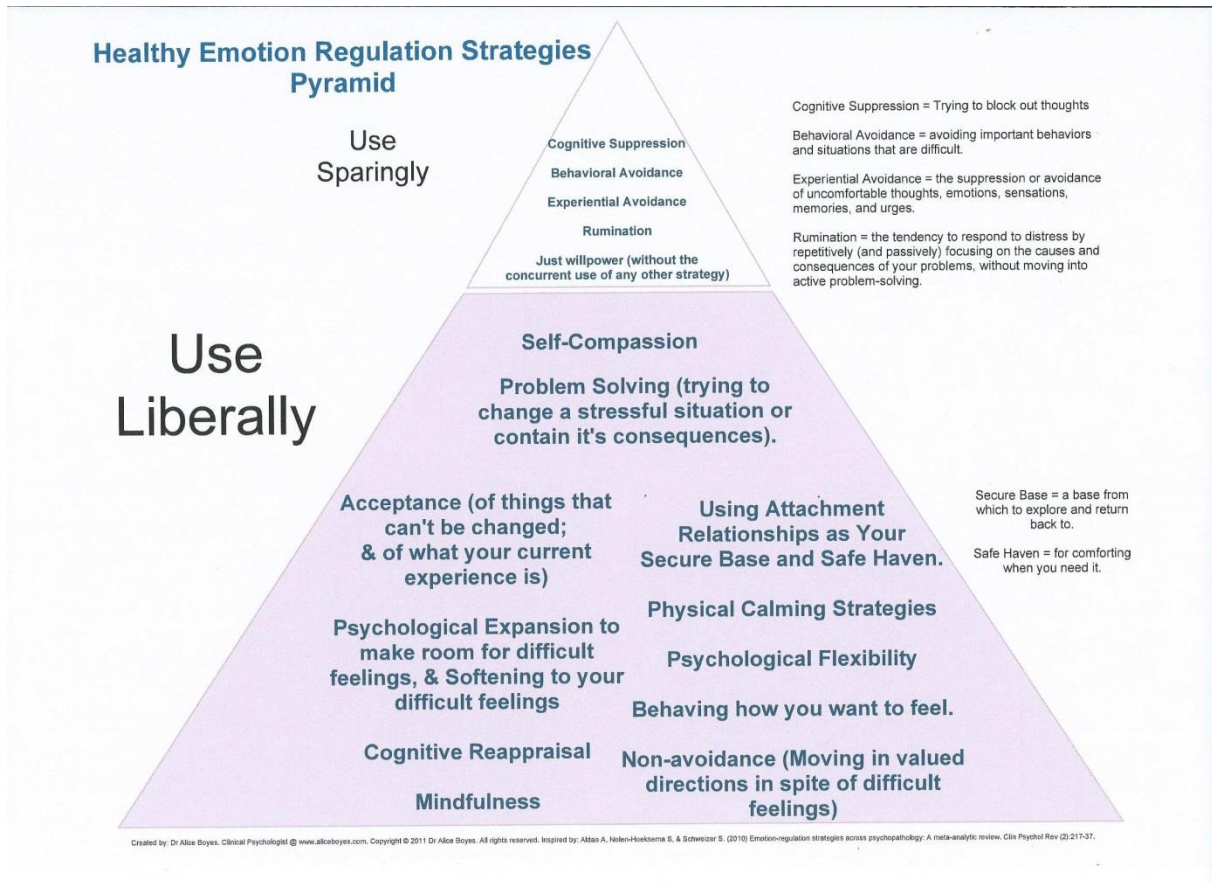 Healthy Emotion Regulation Strategies
Pyramid
Use
Sparingly
Cognitive Suppression
Behavioral Avoidance
Experiential Avoidance
Rumination
Just willpower (without the
concurrent use of any other strategy)
Cognitive Suppression = Trying to block out thoughts
Behavioral Avoidance = avoiding important behaviors
and situations that are difficult.
Experiential Avoidance = the suppression or avoidance
of uncomfortable thoughts, emotions, sensations,
memories, and urges.
Rumination = the tendency to respond to distress by
repetitively (and passively) focusing on the causes and
consequences of your problems, without moving into
active problem-solving.
Use
Liberally
Self-Compassion
Problem Solving (trying to
change a stressful situation or
contain it's consequences).
Acceptance (of things that
can't be changed;
& of what your current
experience is)
Psychological Expansion to
make room for difficult
feelings, & Softening to your
difficult feelings
Cognitive Reappraisal
Mindfulness
Using Attachment
Relationships as Your
Secure Base and Safe Haven.
Physical Calming Strategies
Psychological Flexibility
Behaving how you want to feel.
Non-avoidance (Moving in valued
directions in spite of difficult
feelings)
Secure Base = a base from
which to explore and return
back to.
Safe Haven = for comforting
when you need it.
Created by: Dr Alice Boyes. Clinical Psychologist @ www.aliceboyes.com. Copyright © 2011 Dr Alice Boyes. All rights reserved. Inspired by: Aldao A, Nolen-Hoeksema S, & Schweizer S. (2010) Emotion-regulation strategies across psychopathology: A meta-analytic review. Clin Psychol Rev (2):217-37.